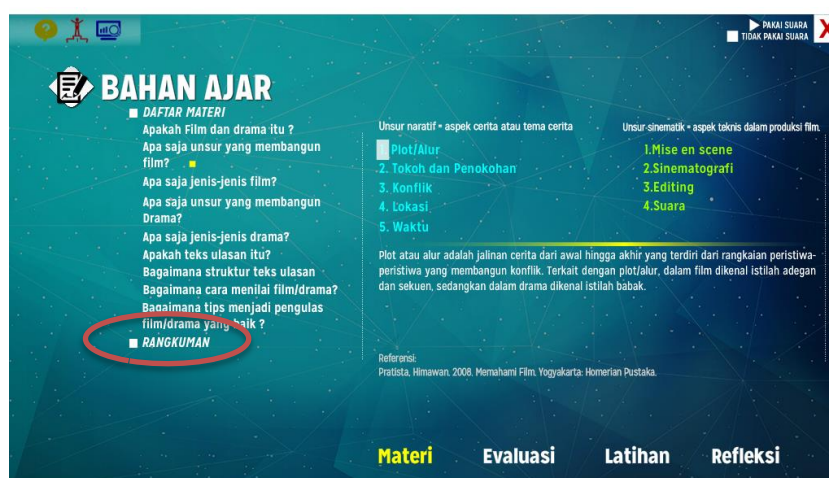 PAKAI SUARA
TIDAK PAKAI SUARA
X
?
BAHAN AJAR
DAFTAR MATERI
Apakah Film dan drama itu ?
Apa saja unsur yang membangun
film?
Apa saja jenis-jenis film?
Apa saja unsur yang membangun
Drama?
Apa saja jenis-jenis drama?
Apakah teks ulasan itu?
Bagaimana struktur teks ulasan
Bagaimana cara menilai film/drama?
Bagaimana tips menjadi pengulas
film/drama yang baik ?
RANGKUMAN
Unsur naratif = aspek cerita atau tema cerita
1. Plot/Alur
2. Tokoh dan Penokohan
3. Konflik
4. Lokasi
5. Waktu
Unsur-sinematik = aspek teknis dalam produksi film.
1.Mise en scene
2.Sinematografi
3.Editing
4.Suara
Plot atau alur adalah jalinan cerita dari awal hingga akhir yang terdiri dari rangkaian peristiwa-
peristiwa yang membangun konflik. Terkait dengan plot/alur, dalam film dikenal istilah adegan
dan sekuen, sedangkan dalam drama dikenal istilah babak.
Referensi:
Pratista, Himawan. 2008. Memahami Film. Yogyakarta: Homerian Pustaka.
Materi
Evaluasi
Latihan
Refleksi